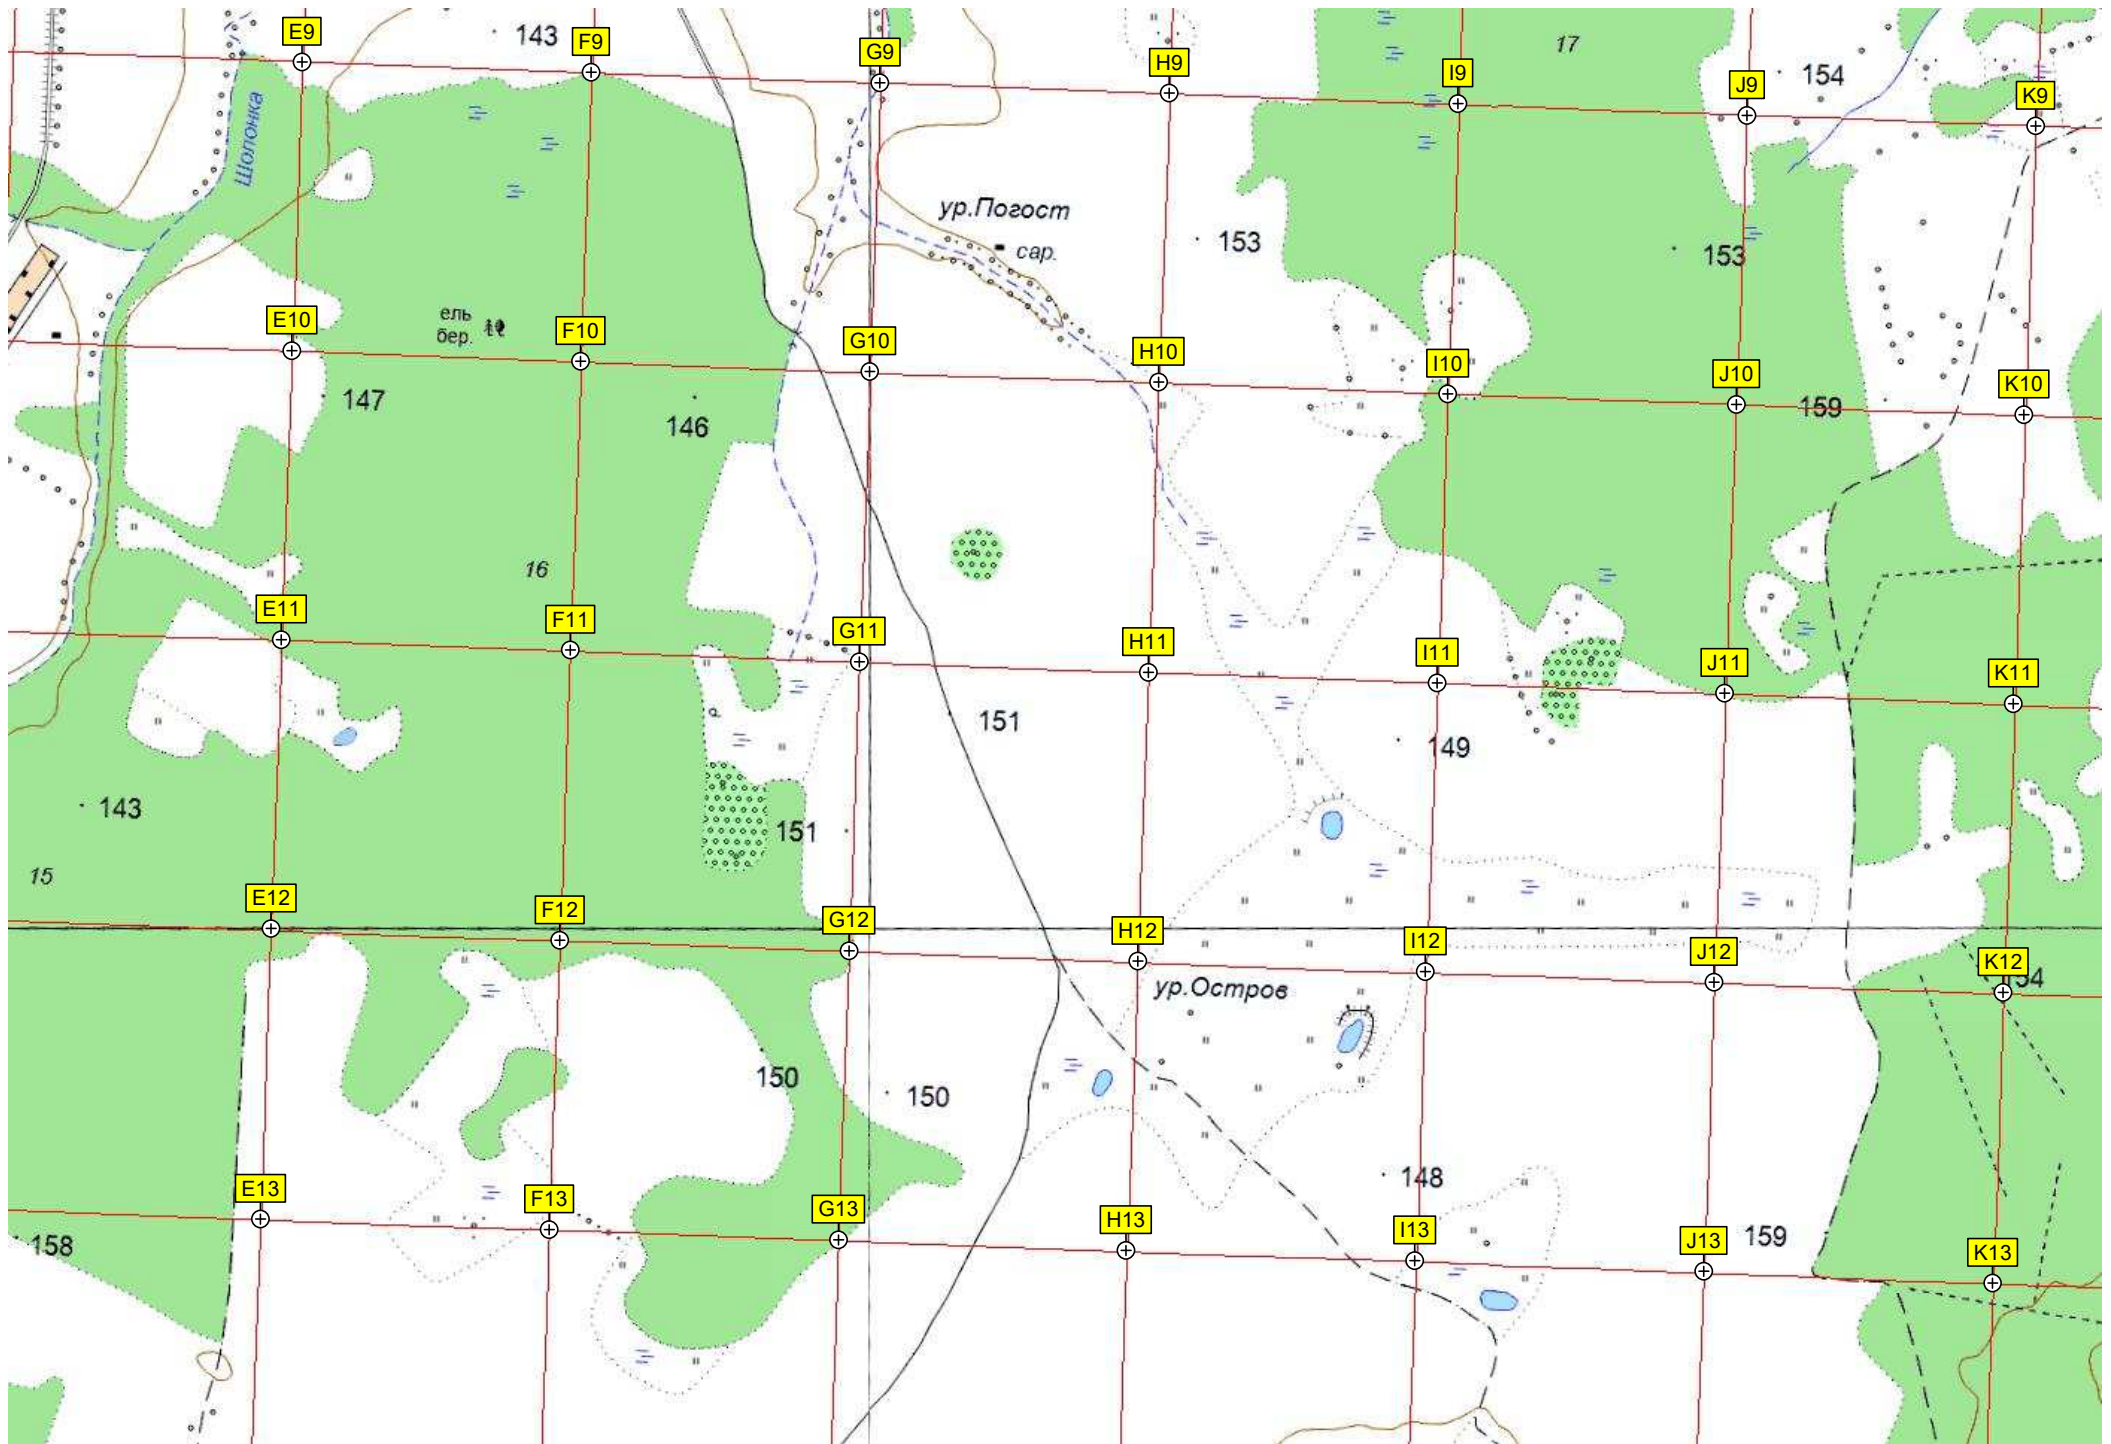 E9
143
F9
G9
H9
17
I9
J9
154
K9
Шолонка
ур.Погост
сар.
153
153
E10
ель
бер.
F10
G10
H10
I10
J10
K10
147
146
159
16
E11
F11
G11
H11
I11
J11
K11
151
149
143
151
15
E12
F12
G12
H12
I12
J12
K12
54
ур.Остров
150
150
148
E13
F13
G13
H13
I13
J13
159
K13
158